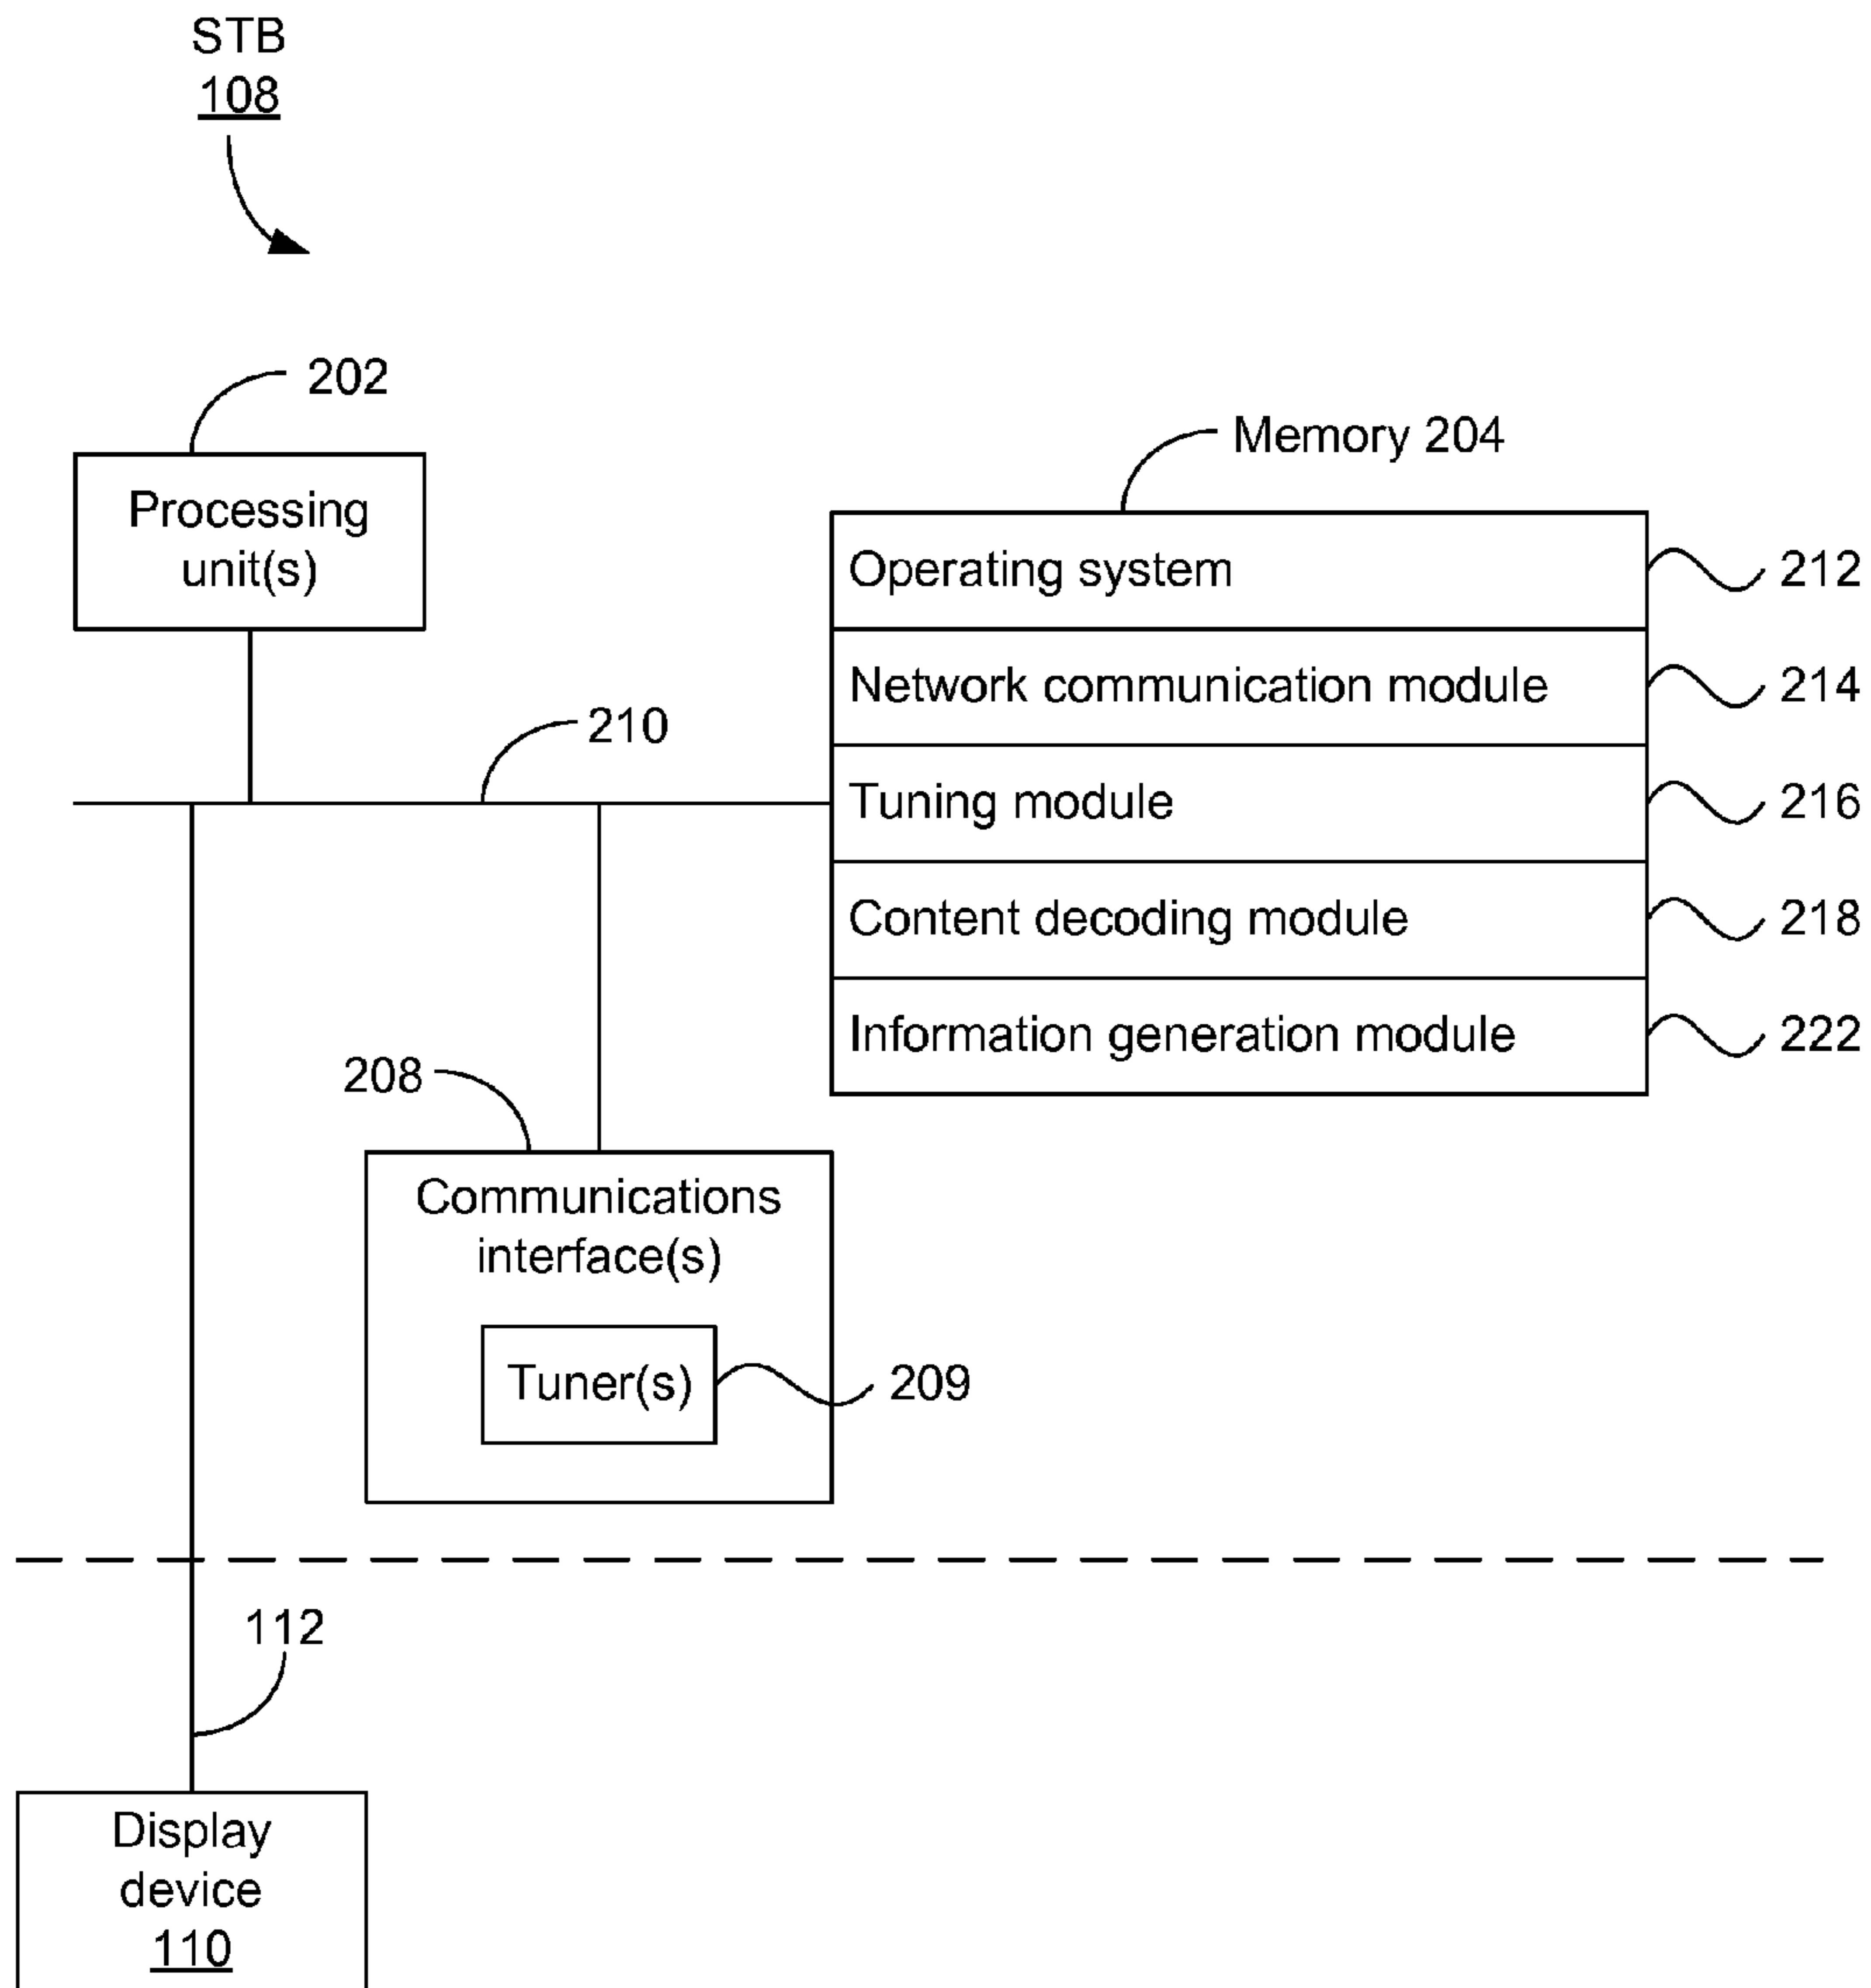 STB
108
202
Processing
unit(s)
Memory 204
Operating system
212
Network communication module
214
210
Tuning module
216
Content decoding module
218
Information generation module
222
208
Communications
interface(s)
Tuner(s)
209
112
Display
device
110